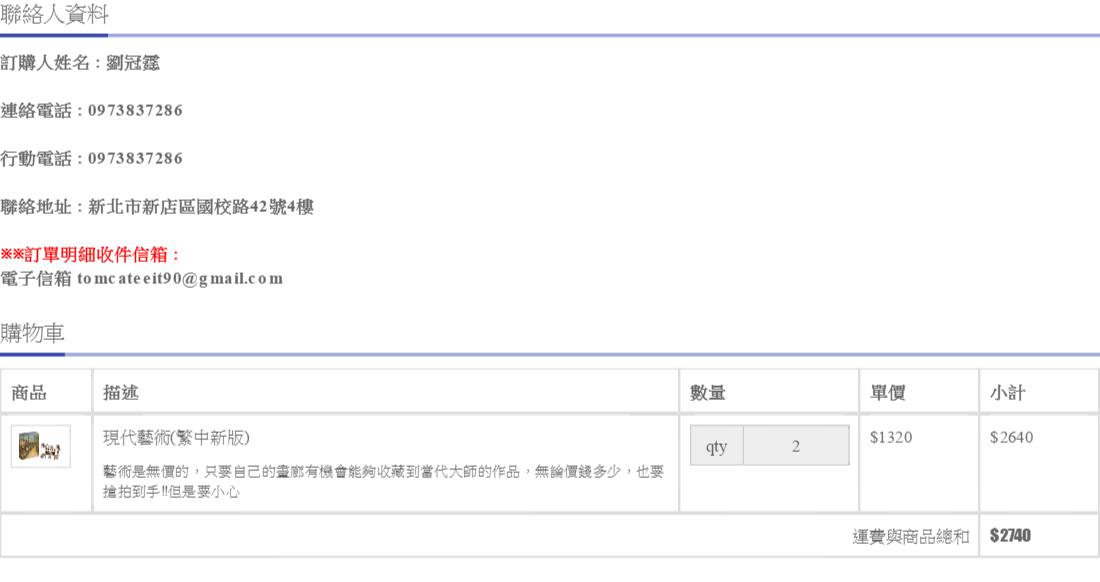 聯絡人資料
訂購人姓名：劉冠霆
連絡電話：0973837286
行動電話：0973837286
聯絡地址：新北市新店區國校路42號4樓
※※訂單明細收件信箱：
電子信箱 tomcateeit90@gmail.com
購物車
商品 描述 數量 單價 小計
現代藝術(繁中新版) qty 2 $1320 $2640
藝術是無價的，只要自己的畫廊有機會能夠收藏到當代大師的作品，無論價錢多少，也要
搶拍到手!!但是要小心
運費與商品總和 $2740